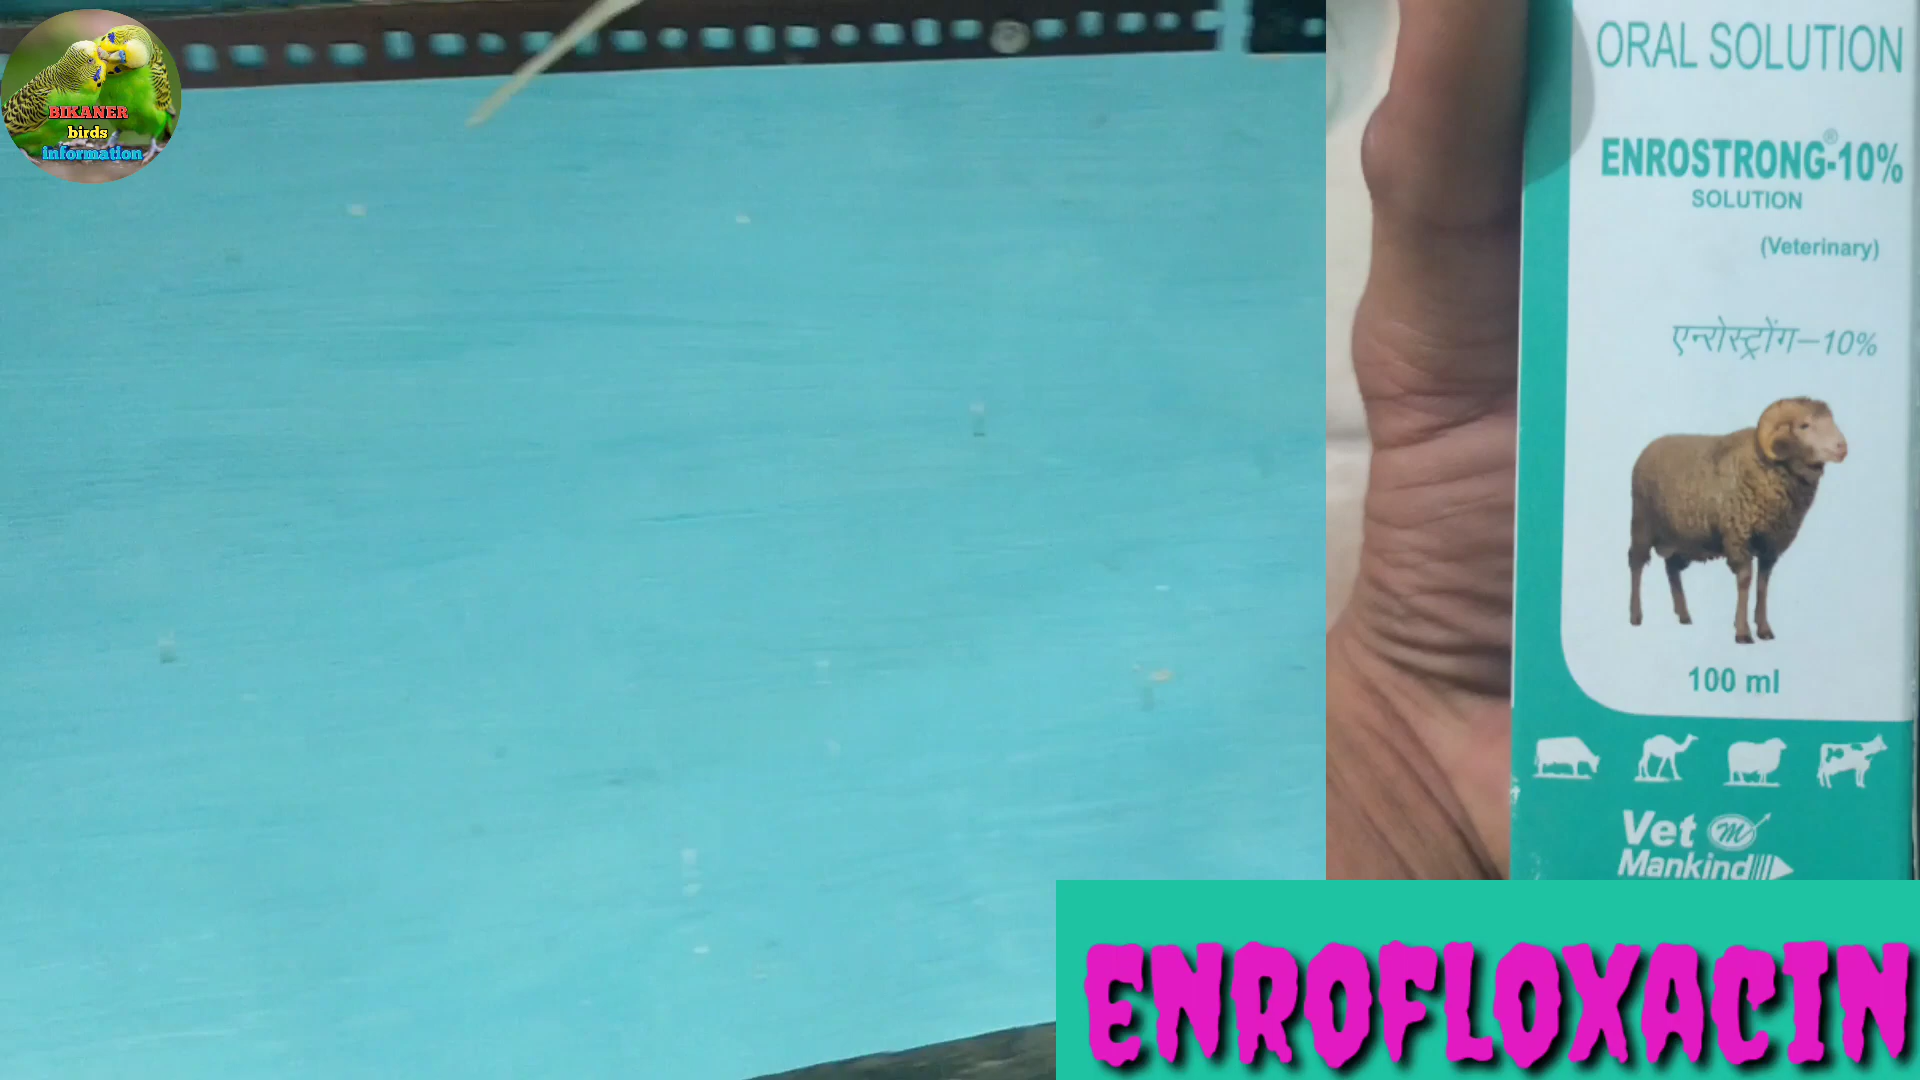 BIKANER
birds
information
ORAL SOLUTION
ENROSTRONG®-10%
SOLUTION
(Veterinary)
एन्रोस्ट्रोंग–10%
100 ml
Vet M
Mankind
ENROFLOXACIN